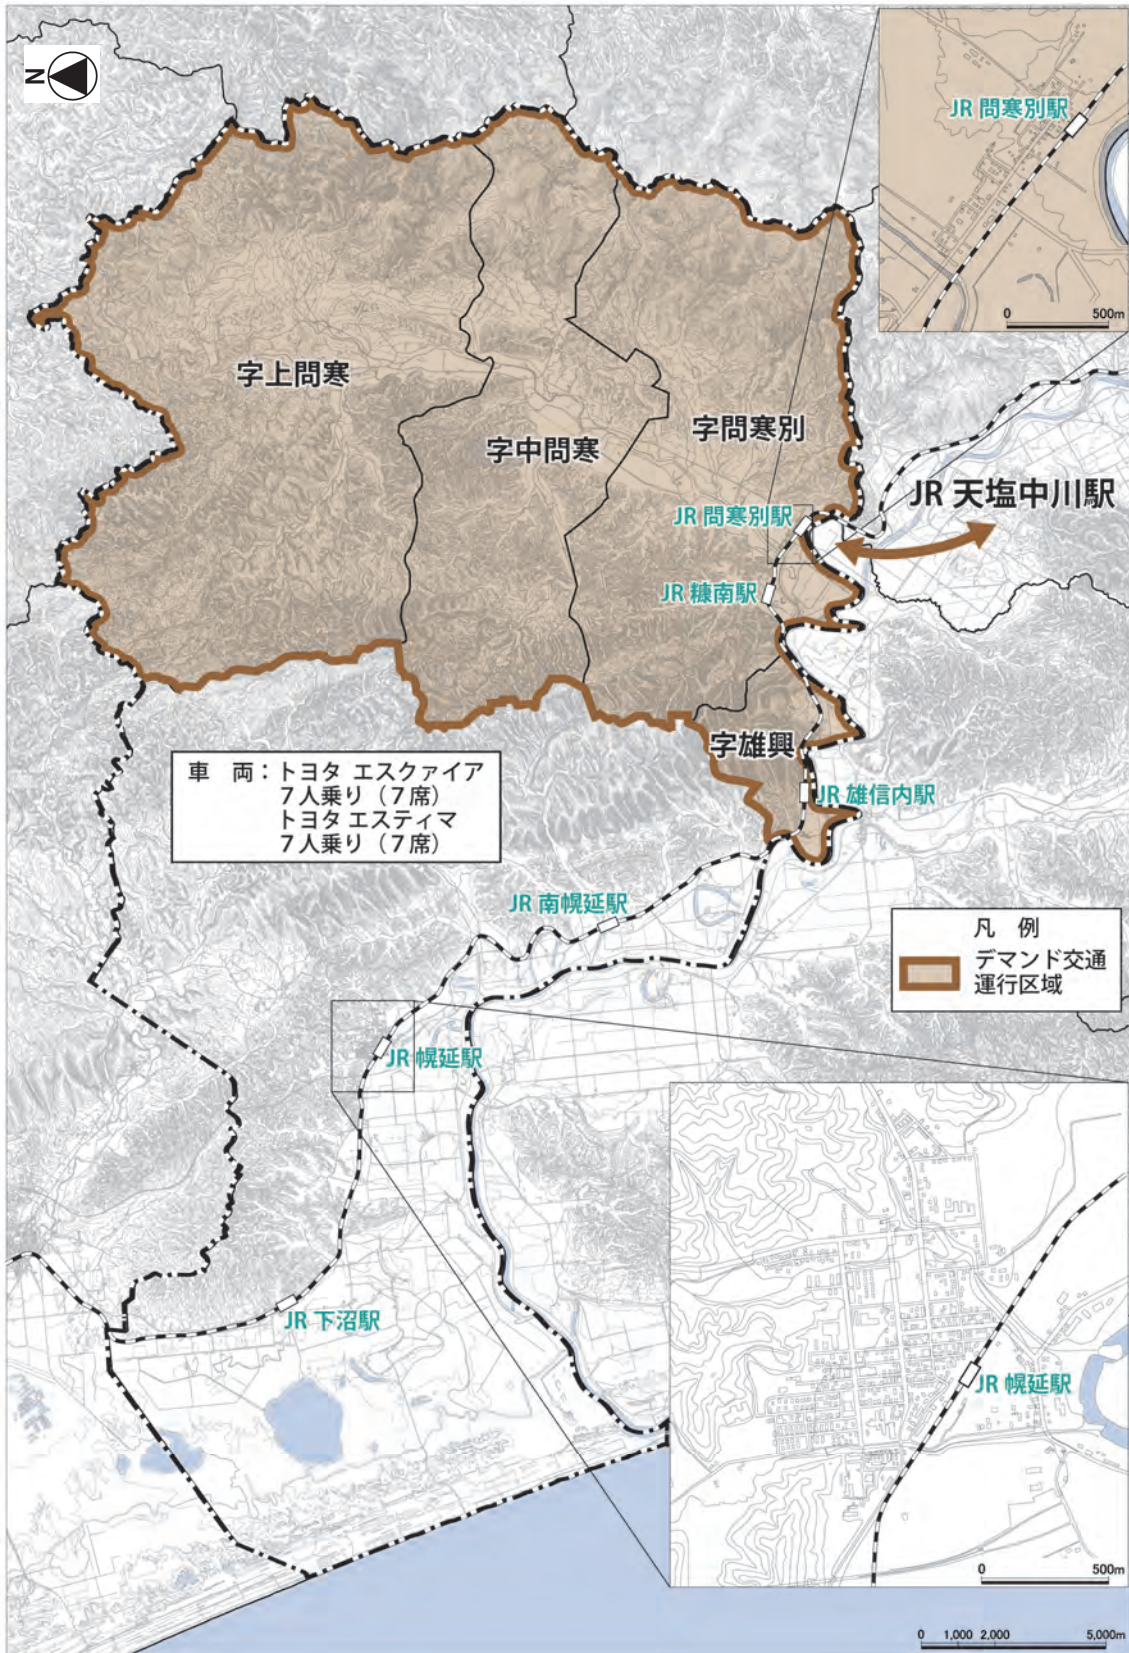 N
JR 問寒別駅
0 500m
字上問寒
字中問寒
字問寒別
JR 天塩中川駅
JR 問寒別駅
JR 糠南駅
字雄興
車 両：トヨタ エスクァイア
7人乗り（7席）
トヨタ エスティマ
7人乗り（7席）
JR 雄信内駅
JR 南幌延駅
凡 例
デマンド交通
運行区域
JR 幌延駅
JR 下沼駅
JR 幌延駅
0 500m
0 1,000 2,000 5,000m